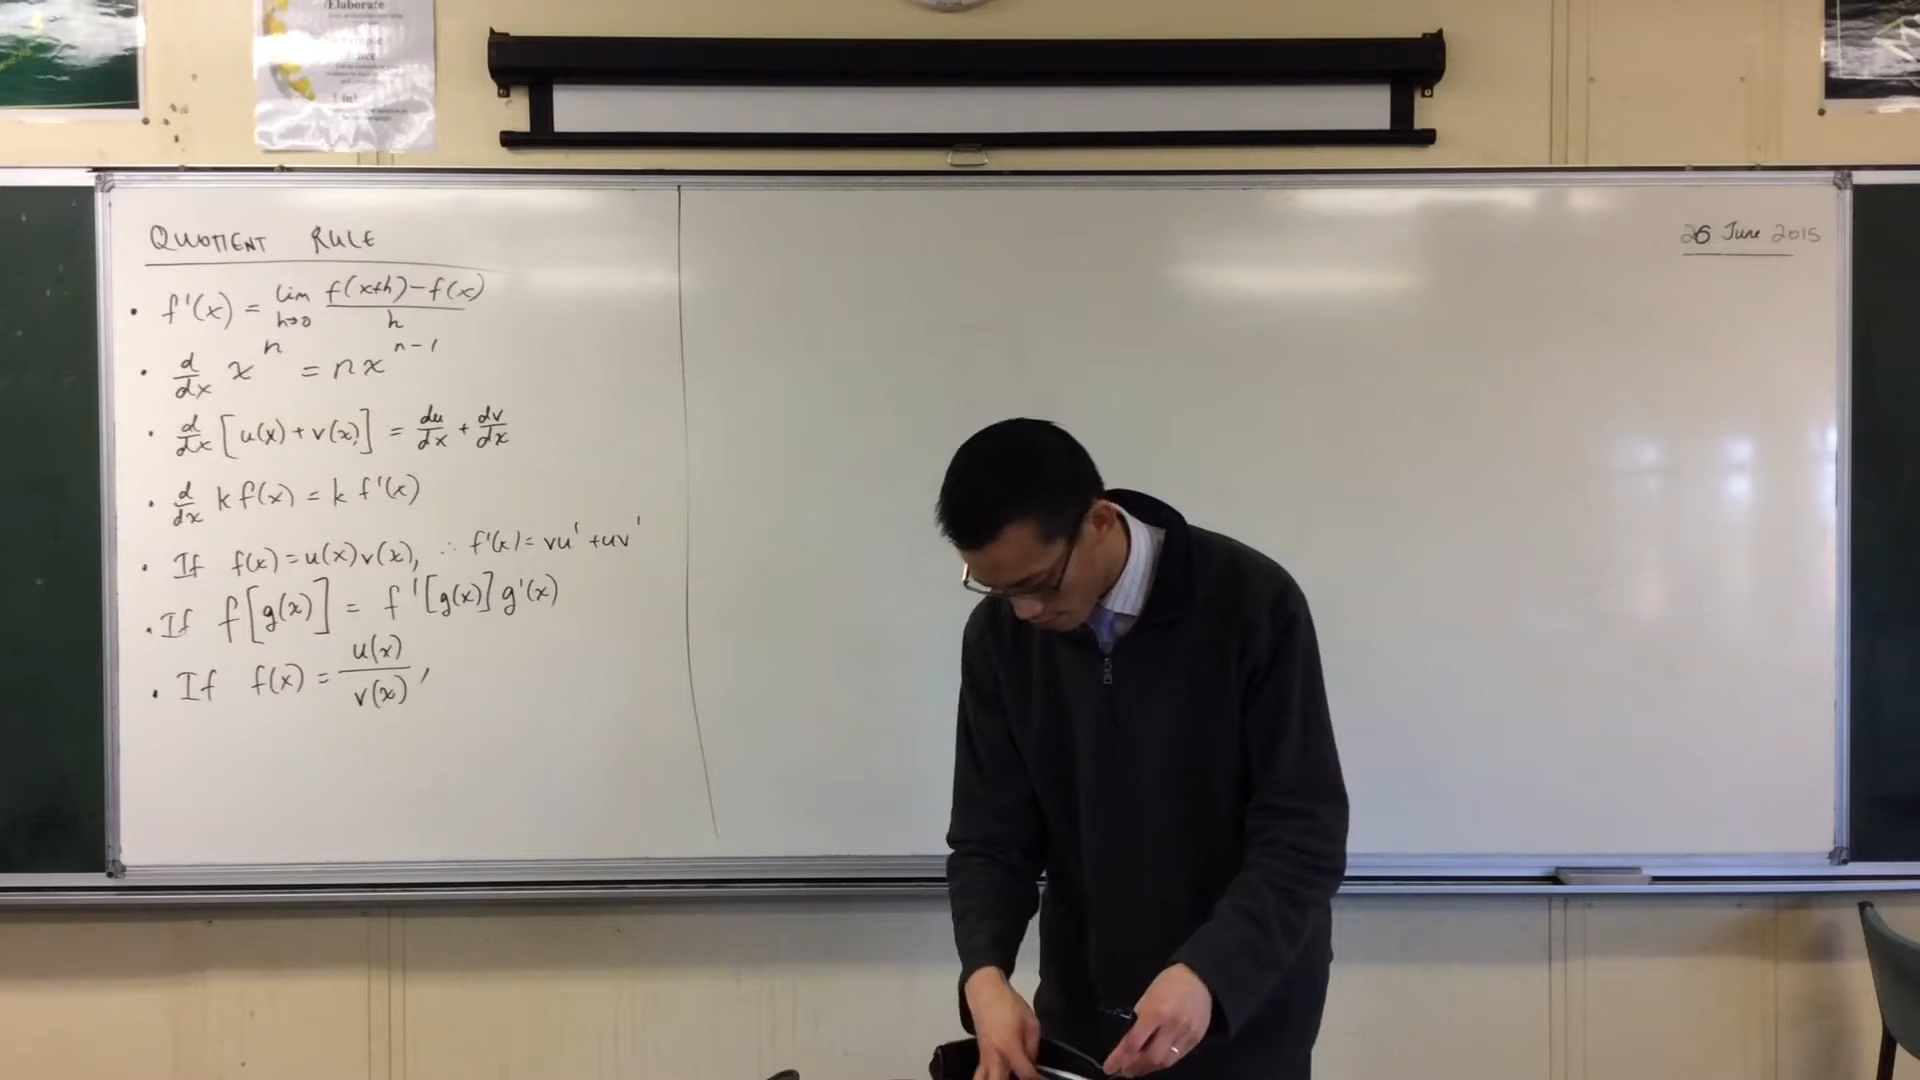 Elaborate
QUOTIENT RULE
26 June 2015
• f'(x) = lim h→0 f(x+h)-f(x) / h
• d/dx x^n = nx^(n-1)
• d/dx [u(x) + v(x)] = du/dx + dv/dx
• d/dx k f(x) = k f'(x)
• If f(x) = u(x)v(x), ∴ f'(x) = vu' + uv'
• If f[g(x)] = f'[g(x)] g'(x)
• If f(x) = u(x) / v(x),